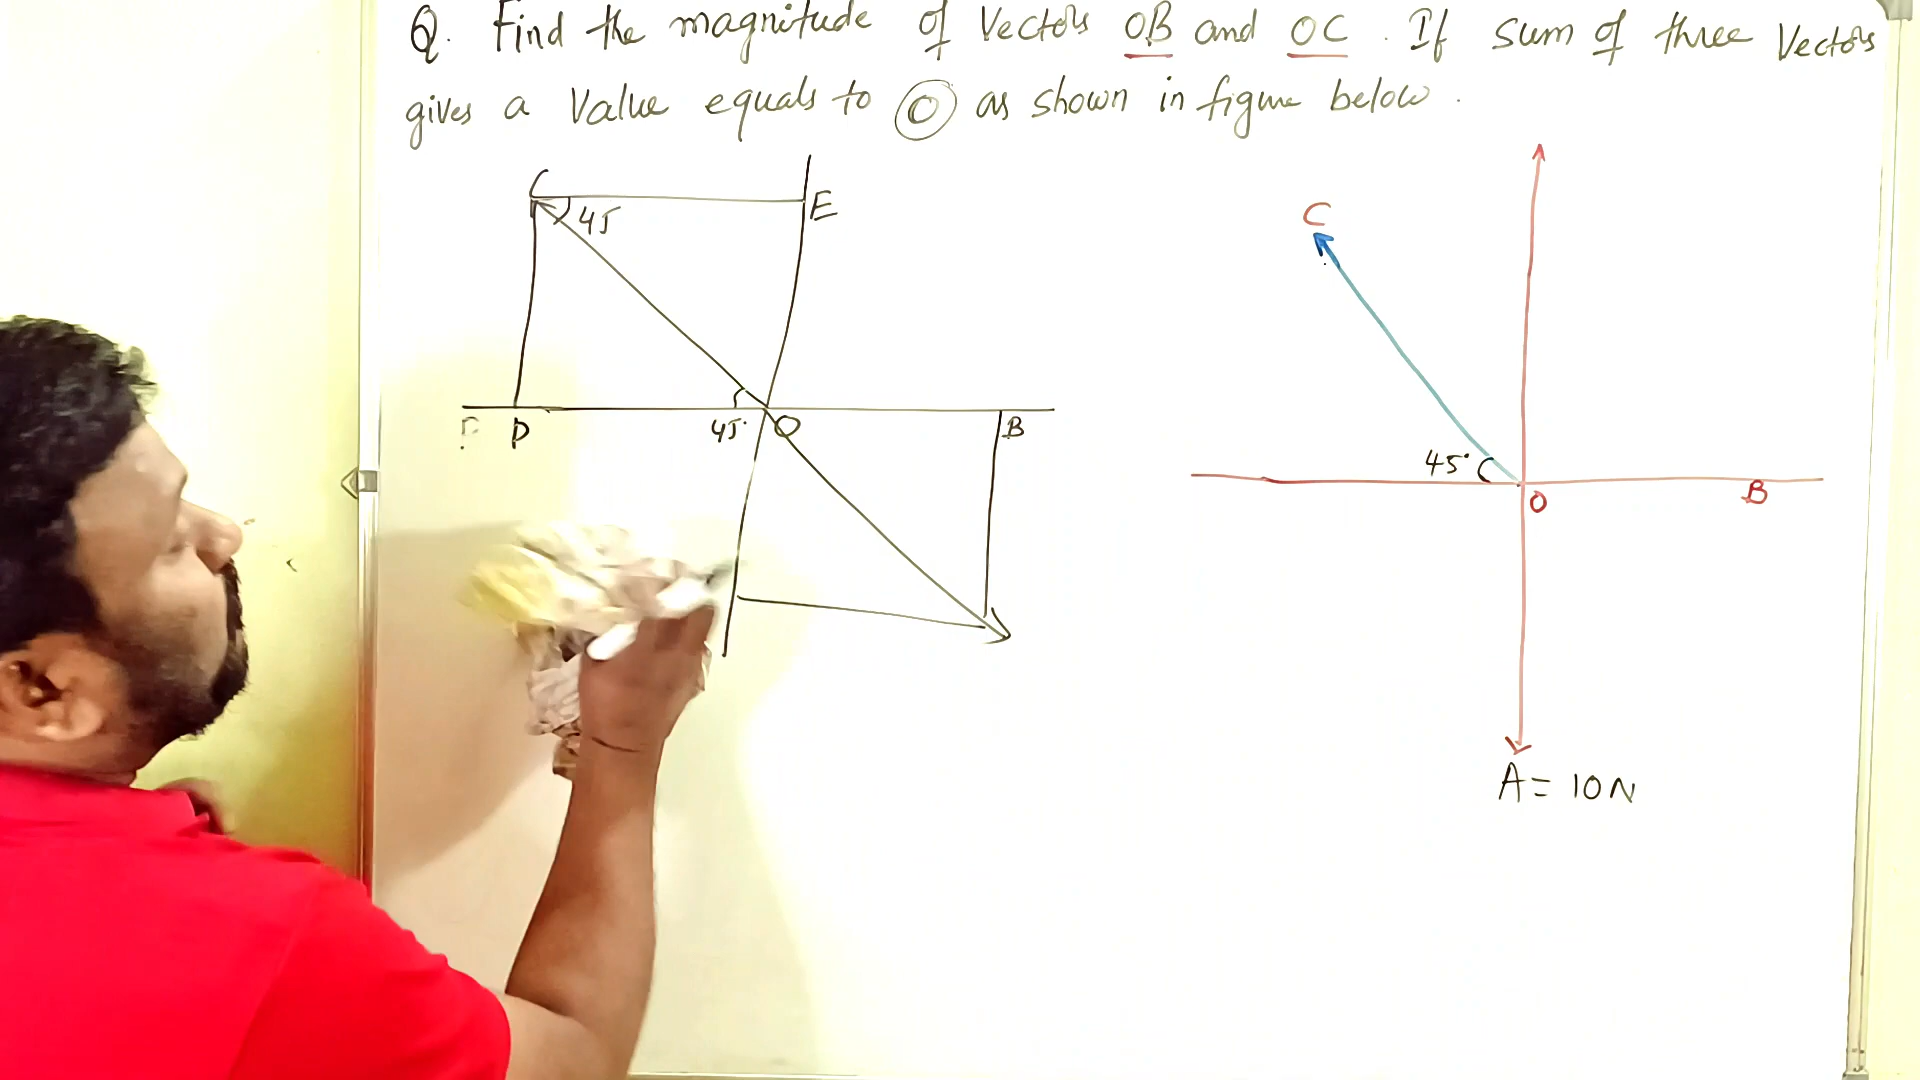 Q. Find the magnitude of Vectors OB and OC. If sum of three Vectors
gives a Value equals to 0 as shown in figure below.
C
45
E
D
45°
O
B
C
45°
O
B
A = 10N